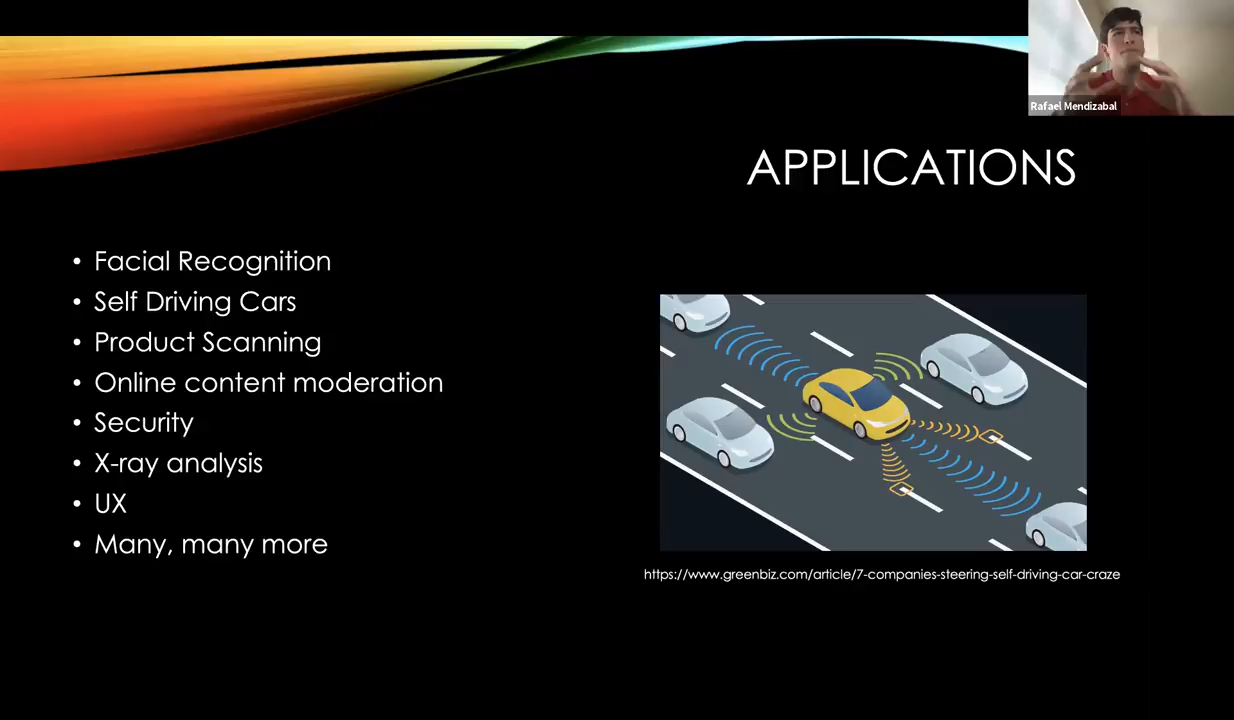 Rafael Mendizabal
APPLICATIONS
• Facial Recognition
• Self Driving Cars
• Product Scanning
• Online content moderation
• Security
• X-ray analysis
• UX
• Many, many more
https://www.greenbiz.com/article/7-companies-steering-self-driving-car-craze